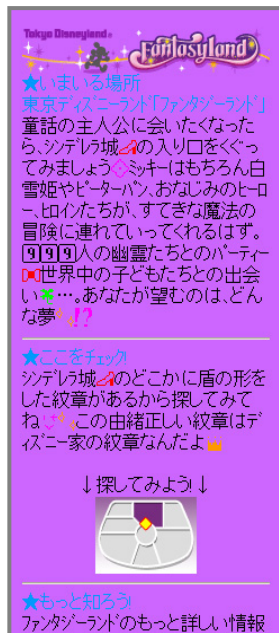 Tokyo Disneyland
Fantasyland
★いまいる場所
東京ディズニーランド「ファンタジーランド」
童話の主人公に会いたくなった
ら、シンデレラ城の入り口をくぐっ
てみましょう ミッキーはもちろん白
雪姫やピーターパン、おなじみのヒーロ
ー、ヒロインたちが、すてきな魔法の
冒険に連れていってくれるはず。
999人の幽霊たちとのパーティー
世界中の子どもたちとの出会
い…。あなたが望むのは、どん
な夢!?
★ここをチェック!
シンデレラ城のどこかに盾の形を
した紋章があるから探してみて
ね この由緒正しい紋章はデ
ィズニー家の紋章なんだよ
↓探してみよう!↓
★もっと知ろう!
ファンタジーランドのもっと詳しい情報